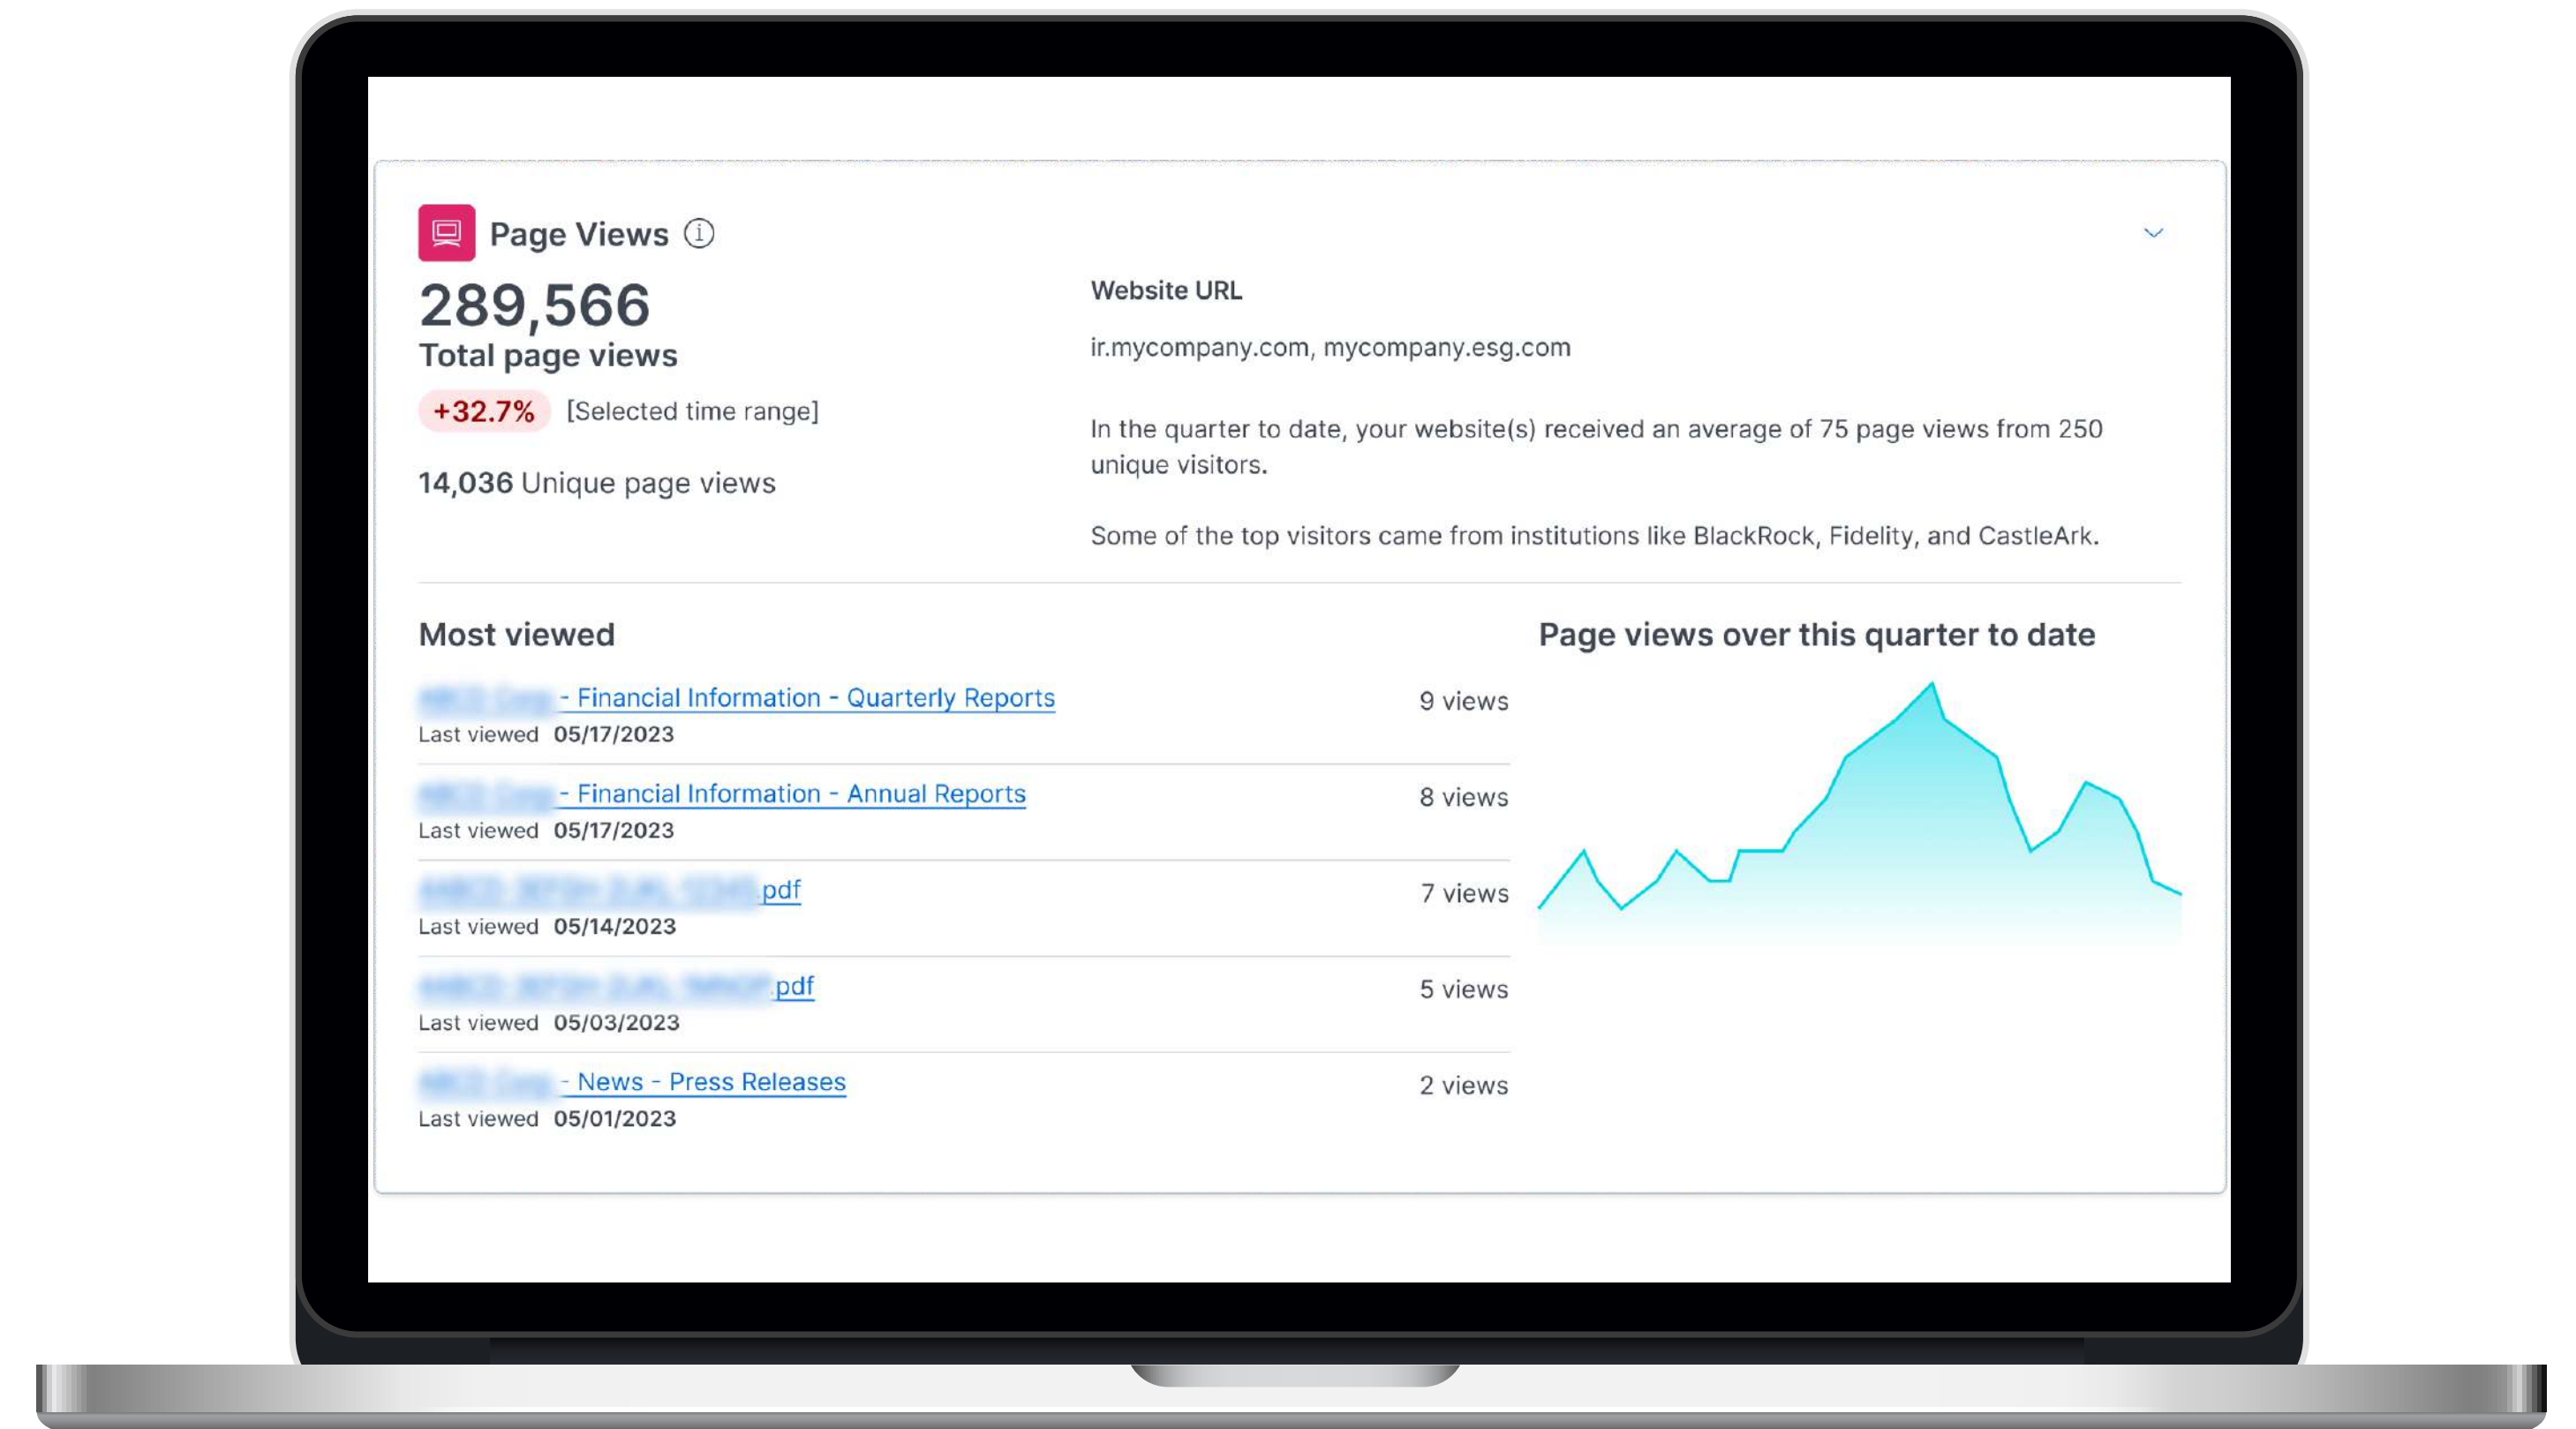 Page Views
289,566
Total page views
+32.7% [Selected time range]
14,036 Unique page views
Website URL
ir.mycompany.com, mycompany.esg.com
In the quarter to date, your website(s) received an average of 75 page views from 250
unique visitors.
Some of the top visitors came from institutions like BlackRock, Fidelity, and CastleArk.
Most viewed
- Financial Information - Quarterly Reports
9 views
Last viewed 05/17/2023
- Financial Information - Annual Reports
8 views
Last viewed 05/17/2023
.pdf
7 views
Last viewed 05/14/2023
.pdf
5 views
Last viewed 05/03/2023
- News - Press Releases
2 views
Last viewed 05/01/2023
Page views over this quarter to date